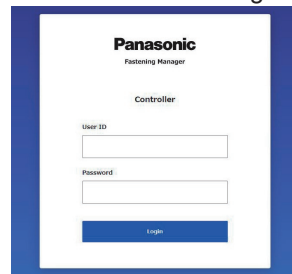 Panasonic
Fastening Manager
Controller
User ID
Password
Login